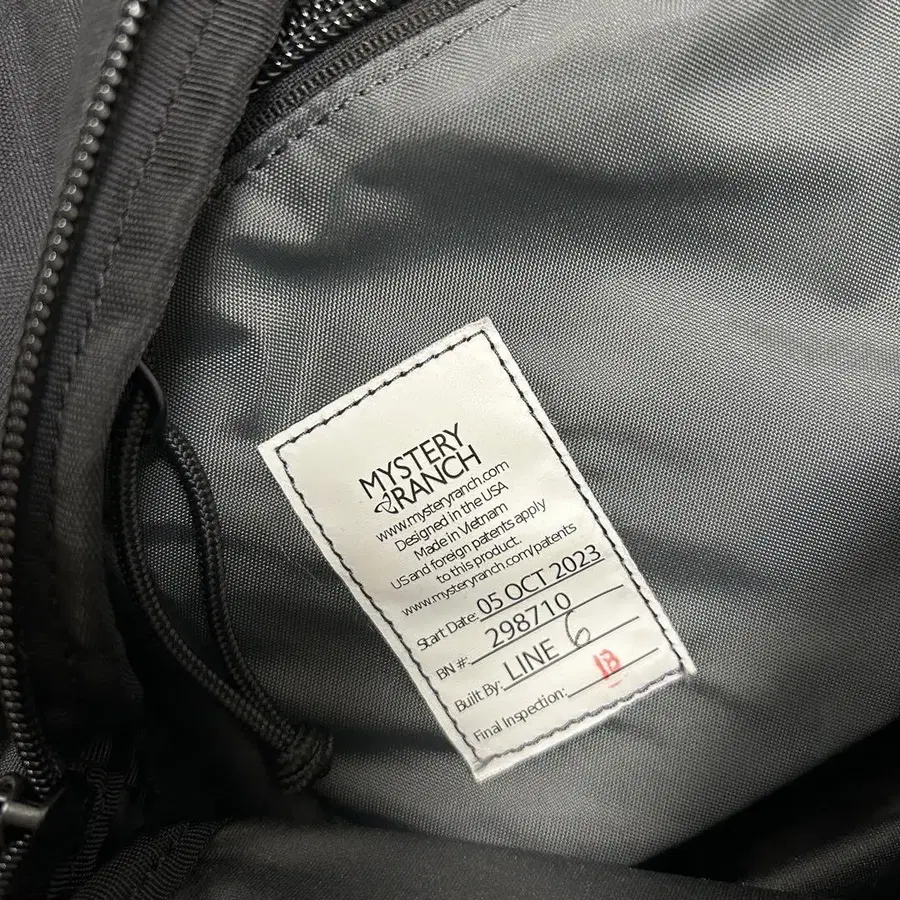 MYSTERY
RANCH
www.mysteryranch.com
Designed in the USA
Made in Vietnam
US and foreign patents apply
to this product.
www.mysteryranch.com/patents
Start Date: 05 OCT 2023
BN #: 298710
Built By: LINE 6
Final Inspection: 13